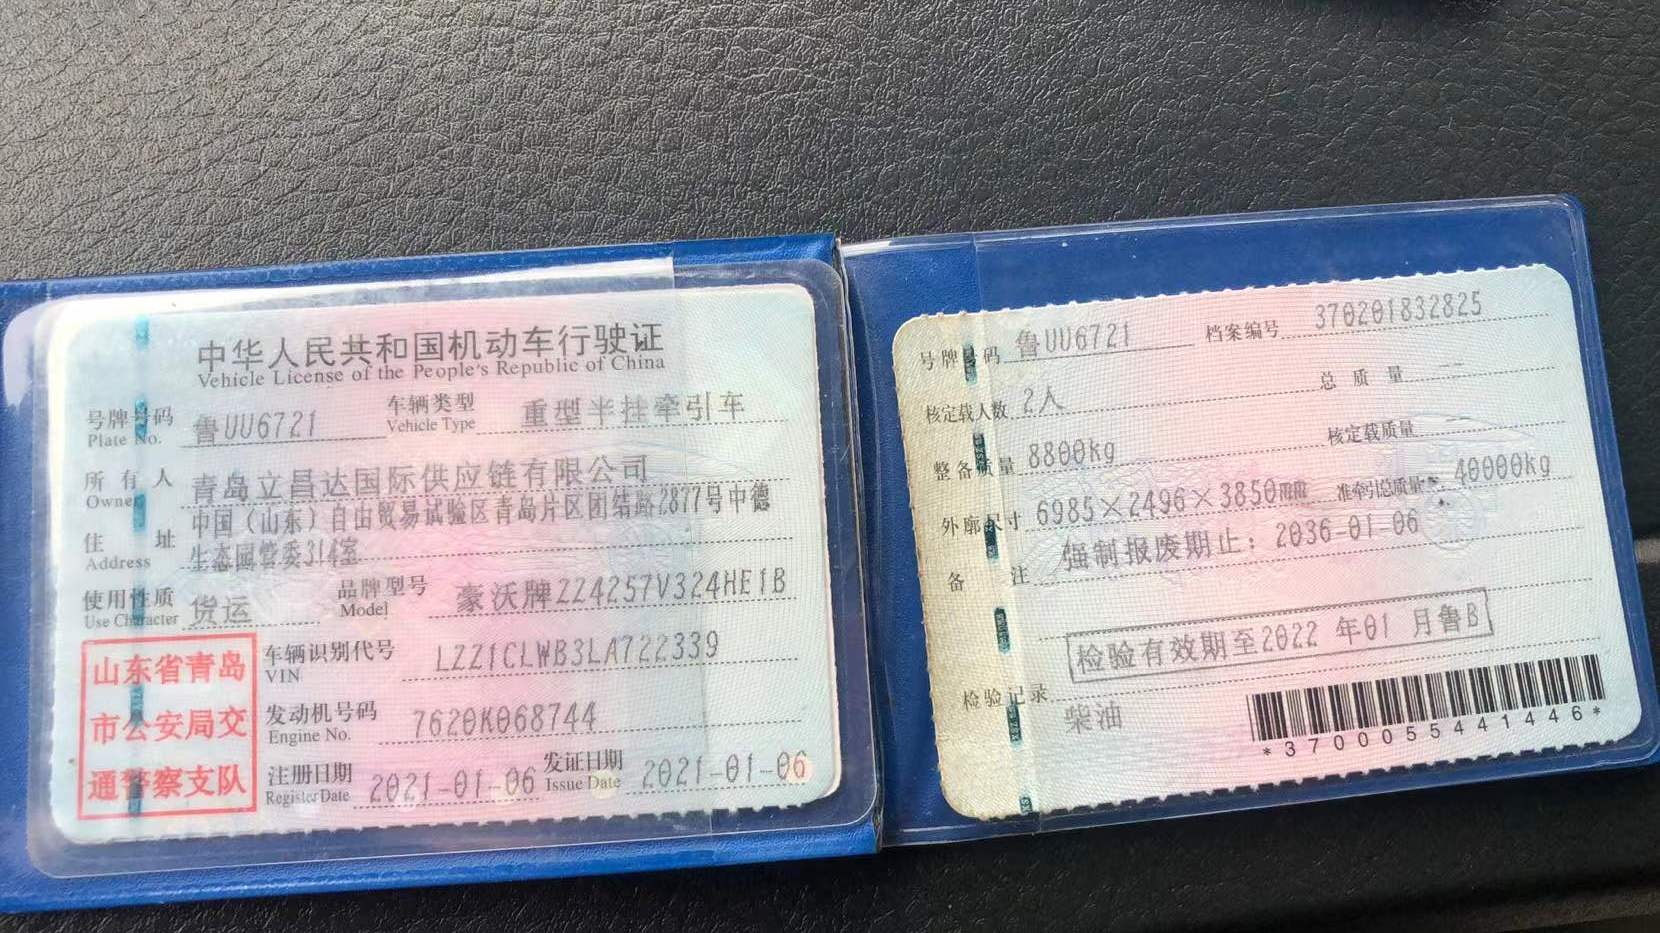 中华人民共和国机动车行驶证
Vehicle License of the People's Republic of China
号牌号码 鲁UU6721 车辆类型 重型半挂牵引车
Plate No. Vehicle Type
所有人 青岛立昌达国际供应链有限公司
Owner
住址 中国(山东)自由贸易试验区青岛片区团结路2877号中德
Address 生态园管委314室
使用性质 货运 品牌型号 豪沃牌ZZ4257V324HE1B
Use Character Model
山东省青岛
市公安局交
通警察支队
车辆识别代号 LZZ1CLWB3LA722339
VIN
发动机号码 7620K068744
Engine No.
注册日期 2021-01-06 发证日期 2021-01-06
Register Date Issue Date
号牌号码 鲁UU6721 档案编号 370201832825
核定载人数 2人 总质量 --
整备质量 8800kg 核定载质量 --
外廓尺寸 6985×2496×3850mm 准牵引总质量 40000kg
备注 强制报废期止:2036-01-06
检验有效期至2022 年01 月鲁B
检验记录
柴油
*3700055441446*